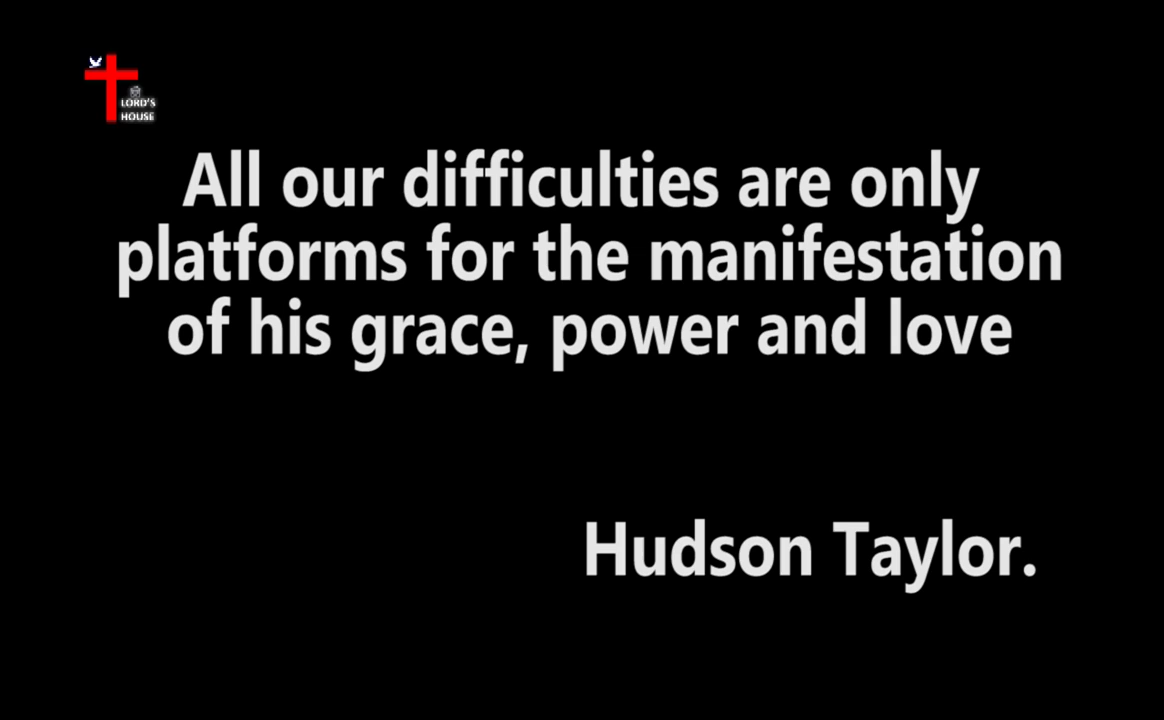 LORD'S
HOUSE
All our difficulties are only
platforms for the manifestation
of his grace, power and love
Hudson Taylor.